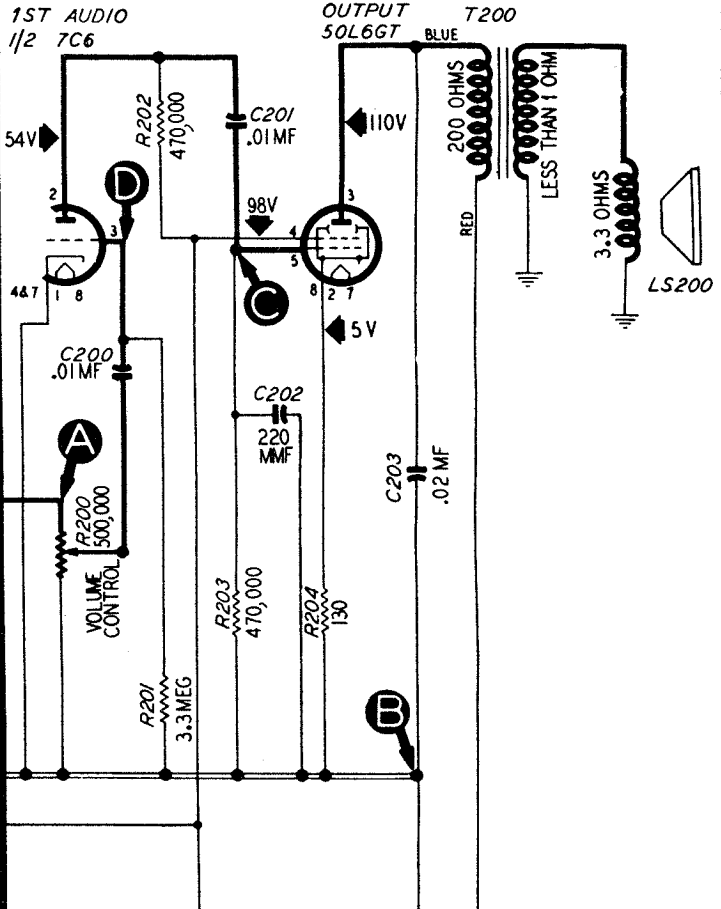 1ST AUDIO
1/2 7C6
OUTPUT
50L6GT
T200
BLUE
R202
470,000
C201
.01MF
54V
110V
200 OHMS
LESS THAN 1 OHM
2
D
3
98V
4
5
3
RED
3.3 OHMS
LS200
4&7
1
8
C
8
2
7
5V
C200
.01MF
C202
220
MMF
A
R200
500,000
VOLUME
CONTROL
C203
.02 MF
R203
470,000
R204
130
R201
3.3MEG
B